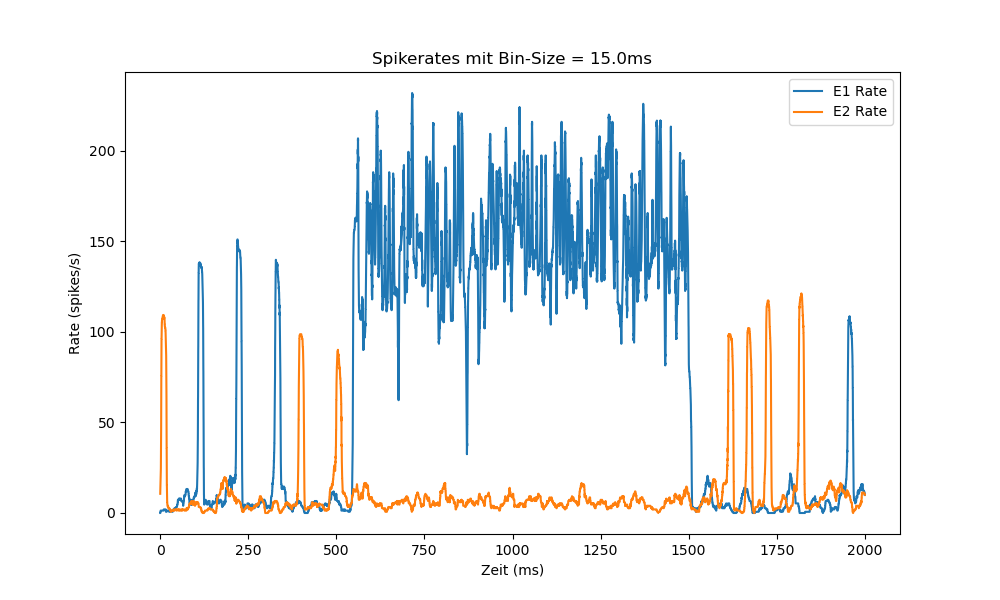 Spikerates mit Bin-Size = 15.0ms
E1 Rate
E2 Rate
Rate (spikes/s)
200
150
100
50
0
0 250 500 750 1000 1250 1500 1750 2000
Zeit (ms)